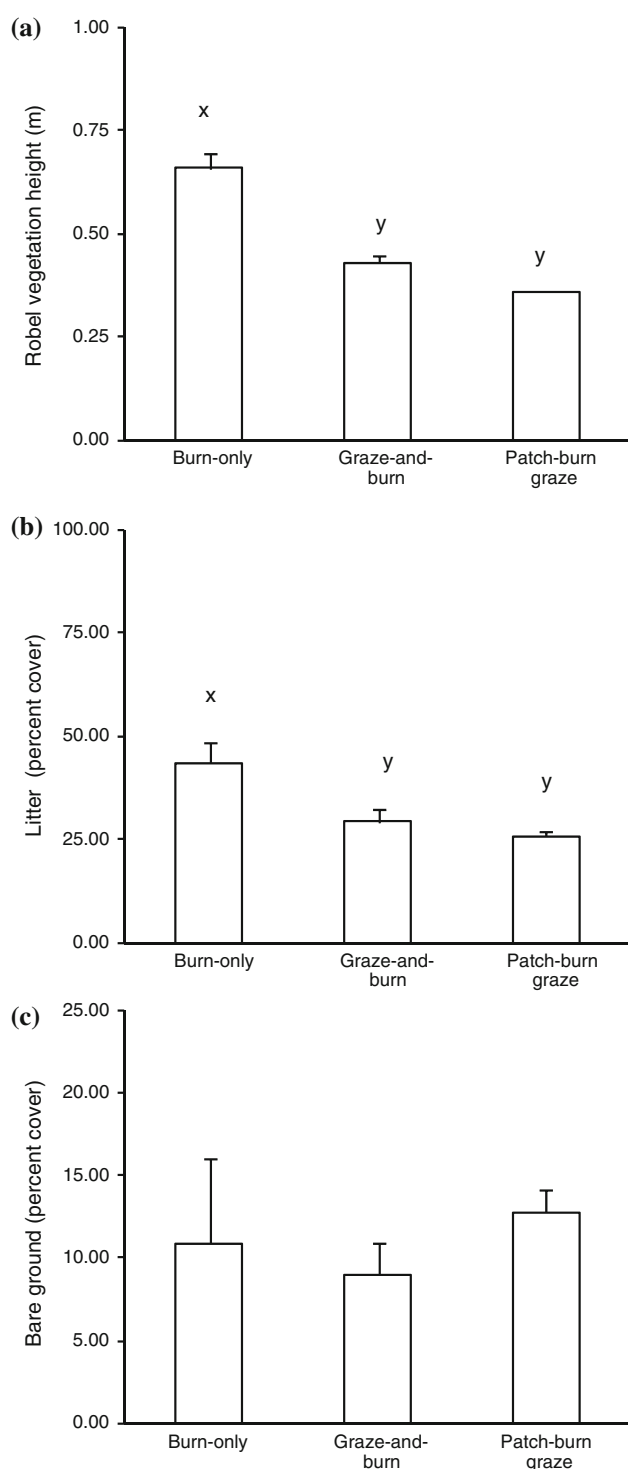 (a)
Robel vegetation height (m)
1.00
0.75
0.50
0.25
0.00
x
y
y
Burn-only
Graze-and-
burn
Patch-burn
graze
(b)
Litter (percent cover)
100.00
75.00
50.00
25.00
0.00
x
y
y
Burn-only
Graze-and-
burn
Patch-burn
graze
(c)
Bare ground (percent cover)
25.00
20.00
15.00
10.00
5.00
0.00
Burn-only
Graze-and-
burn
Patch-burn
graze